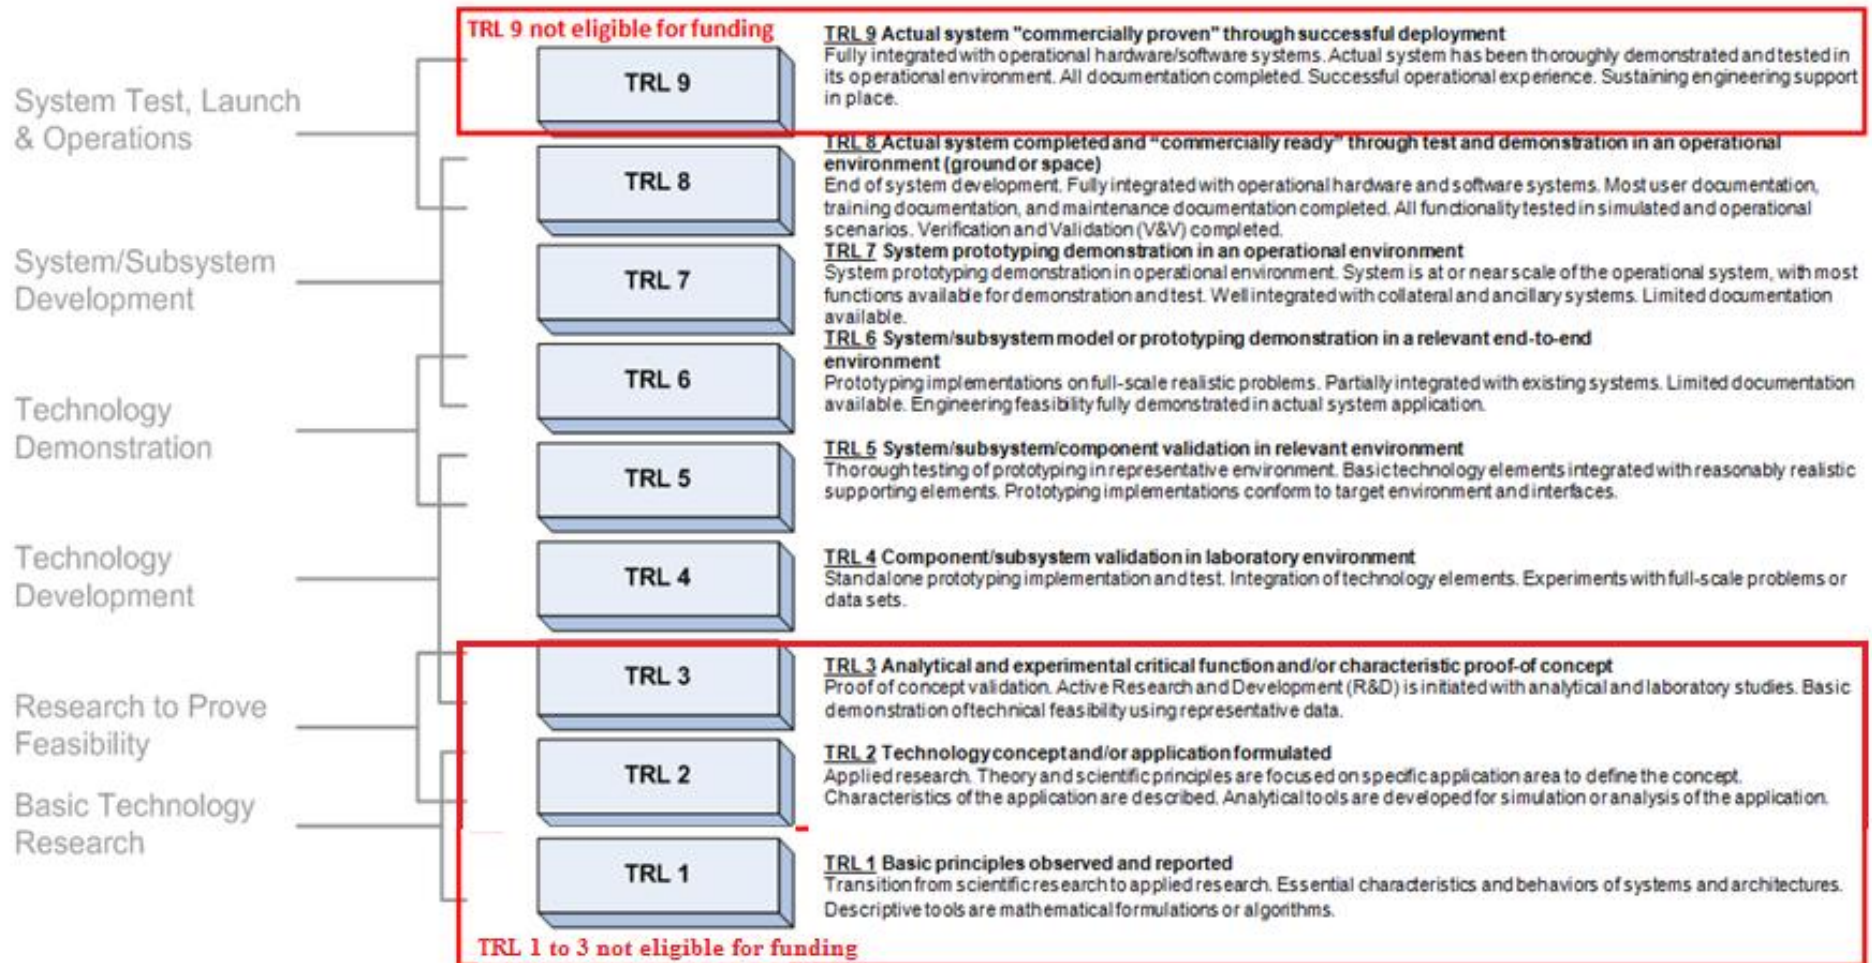 TRL 9 not eligible for funding
System Test, Launch
& Operations
System/Subsystem
Development
Technology
Demonstration
Technology
Development
Research to Prove
Feasibility
Basic Technology
Research
TRL 9
TRL 8
TRL 7
TRL 6
TRL 5
TRL 4
TRL 3
TRL 2
TRL 1
TRL 9 Actual system "commercially proven" through successful deployment
Fully integrated with operational hardware/software systems. Actual system has been thoroughly demonstrated and tested in
its operational environment. All documentation completed. Successful operational experience. Sustaining engineering support
in place.
TRL 8 Actual system completed and “commercially ready” through test and demonstration in an operational
environment (ground or space)
End of system development. Fully integrated with operational hardware and software systems. Most user documentation,
training documentation, and maintenance documentation completed. All functionality tested in simulated and operational
scenarios. Verification and Validation (V&V) completed.
TRL 7 System prototyping demonstration in an operational environment
System prototyping demonstration in operational environment. System is at or near scale of the operational system, with most
functions available for demonstration and test. Well integrated with collateral and ancillary systems. Limited documentation
available.
TRL 6 System/subsystem model or prototyping demonstration in a relevant end-to-end
environment
Prototyping implementations on full-scale realistic problems. Partially integrated with existing systems. Limited documentation
available. Engineering feasibility fully demonstrated in actual system application.
TRL 5 System/subsystem/component validation in relevant environment
Thorough testing of prototyping in representative environment. Basic technology elements integrated with reasonably realistic
supporting elements. Prototyping implementations conform to target environment and interfaces.
TRL 4 Component/subsystem validation in laboratory environment
Standalone prototyping implementation and test. Integration of technology elements. Experiments with full-scale problems or
data sets.
TRL 3 Analytical and experimental critical function and/or characteristic proof-of concept
Proof of concept validation. Active Research and Development (R&D) is initiated with analytical and laboratory studies. Basic
demonstration of technical feasibility using representative data.
TRL 2 Technology concept and/or application formulated
Applied research. Theory and scientific principles are focused on specific application area to define the concept.
Characteristics of the application are described. Analytical tools are developed for simulation or analysis of the application.
TRL 1 Basic principles observed and reported
Transition from scientific research to applied research. Essential characteristics and behaviors of systems and architectures.
Descriptive tools are mathematical formulations or algorithms.
TRL 1 to 3 not eligible for funding